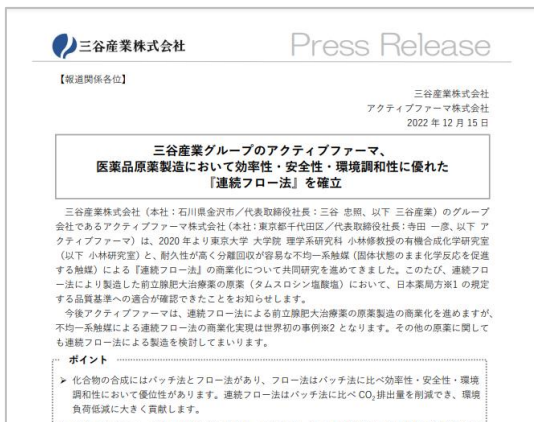 三谷産業株式会社
Press Release
【報道関係各位】
三谷産業株式会社
アクティブファーマ株式会社
2022 年 12 月 15 日
三谷産業グループのアクティブファーマ、
医薬品原薬製造において効率性・安全性・環境調和性に優れた
『連続フロー法』を確立
三谷産業株式会社（本社：石川県金沢市／代表取締役社長：三谷 忠照、以下 三谷産業）のグループ
会社であるアクティブファーマ株式会社（本社：東京都千代田区／代表取締役社長：寺田 一彦、以下 ア
クティブファーマ）は、2020 年より東京大学 大学院 理学系研究科 小林修教授の有機合成化学研究室
（以下 小林研究室）と、耐久性が高く分離回収が容易な不均一系触媒（固体状態のまま化学反応を促進
する触媒）による『連続フロー法』の商業化について共同研究を進めてきました。このたび、連続フロ
ー法により製造した前立腺肥大治療薬の原薬（タムスロシン塩酸塩）において、日本薬局方※1 の規定
する品質基準への適合が確認できたことをお知らせします。
今後アクティブファーマは、連続フロー法による前立腺肥大治療薬の原薬製造の商業化を進めますが、
不均一系触媒による連続フロー法の商業化実現は世界初の事例※2 となります。その他の原薬に関して
も連続フロー法による製造を検討してまいります。
ポイント
➢ 化合物の合成にはバッチ法とフロー法があり、フロー法はバッチ法に比べ効率性・安全性・環境
調和性において優位性があります。連続フロー法はバッチ法に比べ CO₂ 排出量を削減でき、環境
負荷低減に大きく貢献します。